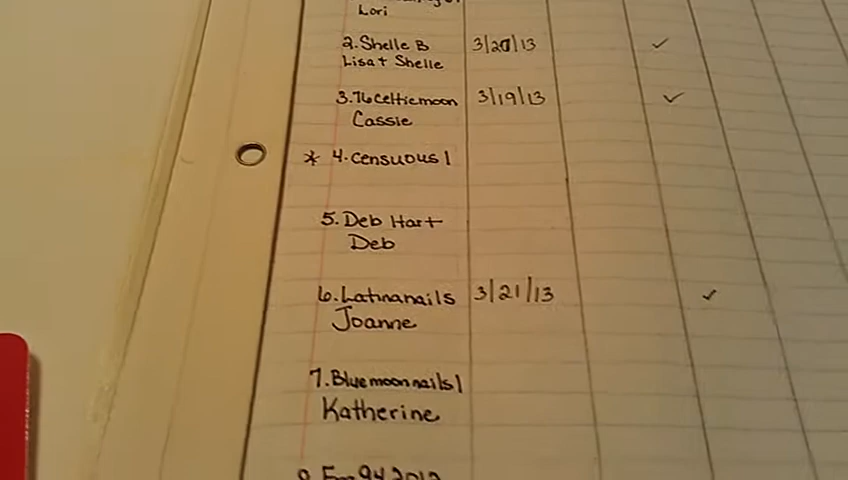 Lori
2. Shelle B 3/20/13 ✓
Lisa + Shelle
3. 76celticmoon 3/19/13 ✓
Cassie
* 4. Censuous1
5. Deb Hart
Deb
6. Latinanails 3/21/13 ✓
Joanne
7. Bluemoonnails1
Katherine